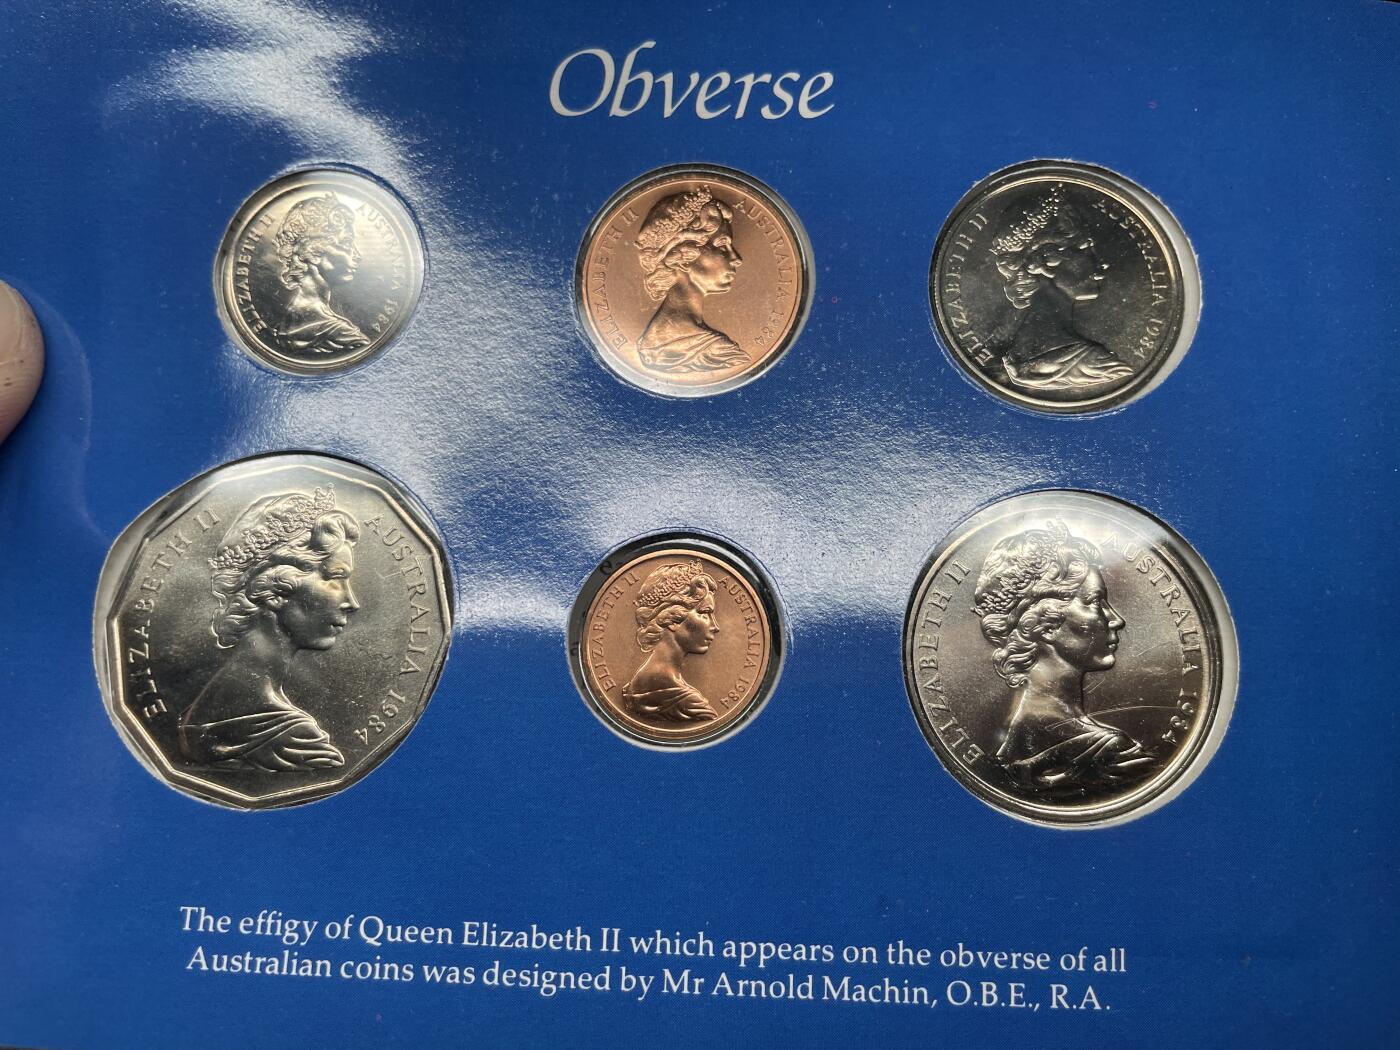 Obverse
ELIZABETH II AUSTRALIA 1984
ELIZABETH II AUSTRALIA 1984
ELIZABETH II AUSTRALIA 1984
ELIZABETH II AUSTRALIA 1984
ELIZABETH II AUSTRALIA 1984
ELIZABETH II AUSTRALIA 1984
The effigy of Queen Elizabeth II which appears on the obverse of all
Australian coins was designed by Mr Arnold Machin, O.B.E., R.A.